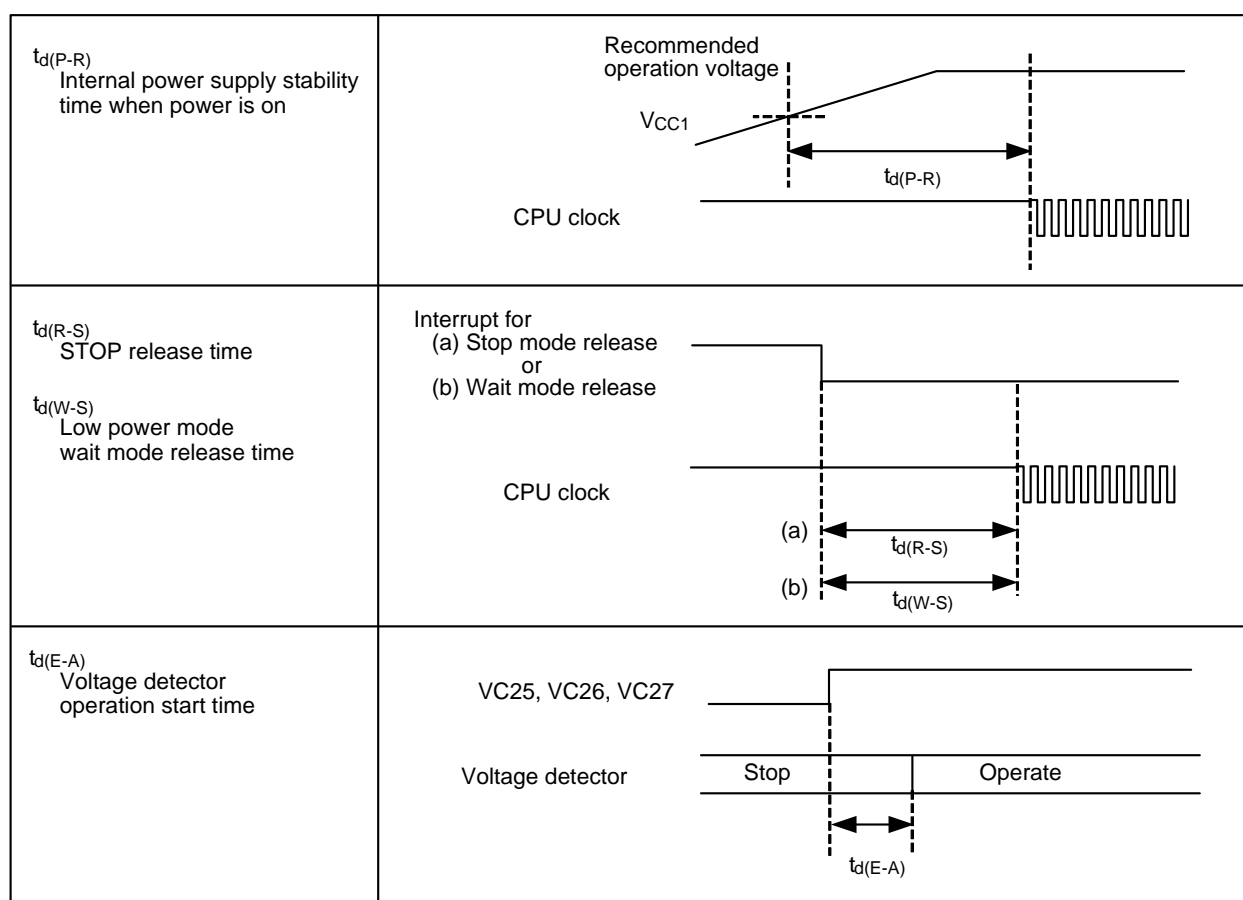 td(P-R)
Internal power supply stability
time when power is on
Recommended
operation voltage
VCC1
td(P-R)
CPU clock
td(R-S)
STOP release time
td(W-S)
Low power mode
wait mode release time
Interrupt for
(a) Stop mode release
or
(b) Wait mode release
CPU clock
(a)
td(R-S)
(b)
td(W-S)
td(E-A)
Voltage detector
operation start time
VC25, VC26, VC27
Voltage detector
Stop
Operate
td(E-A)